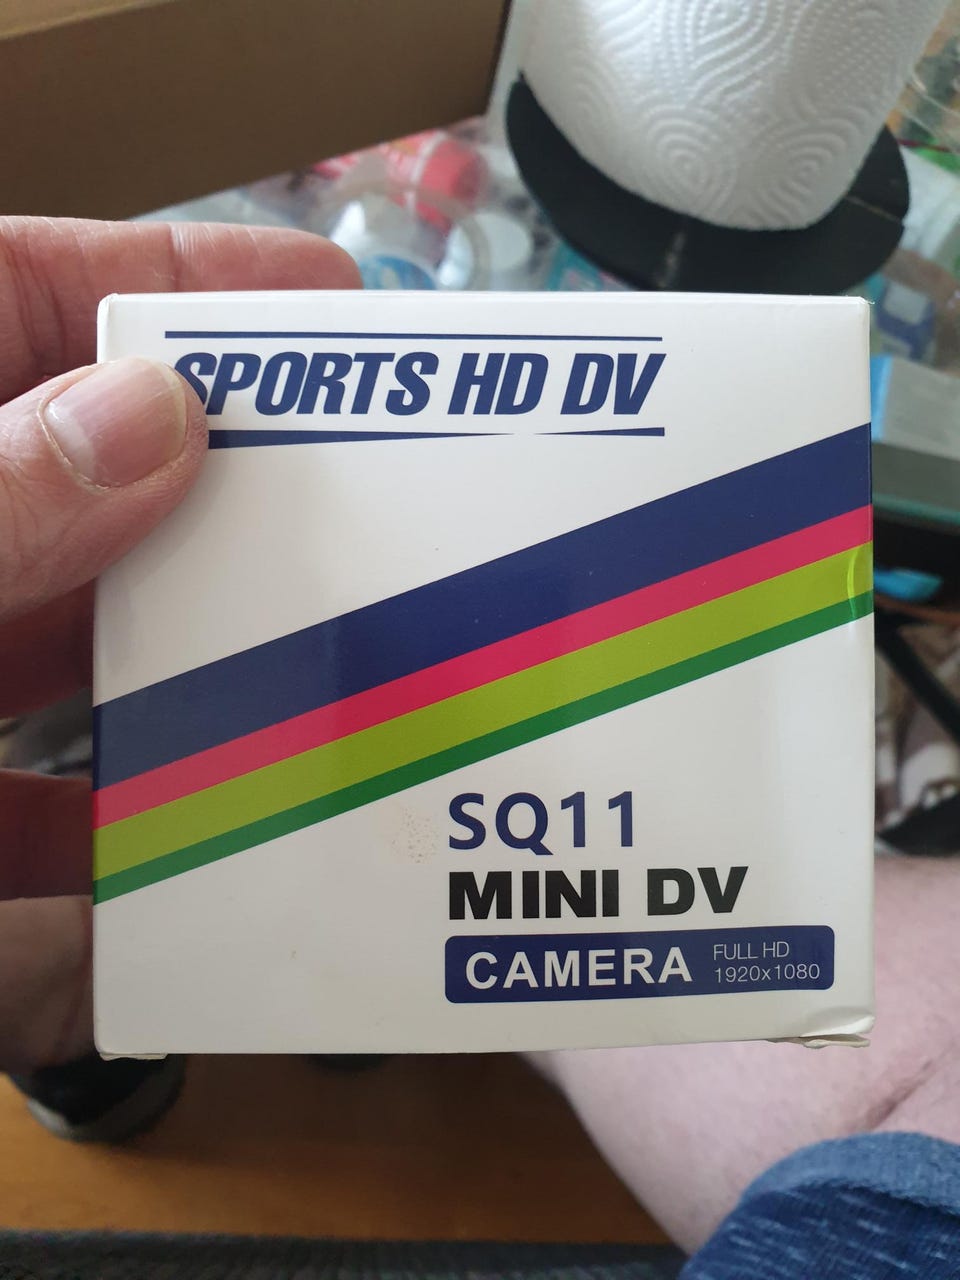 SPORTS HD DV
SQ11
MINI DV
CAMERA FULL HD
1920x1080